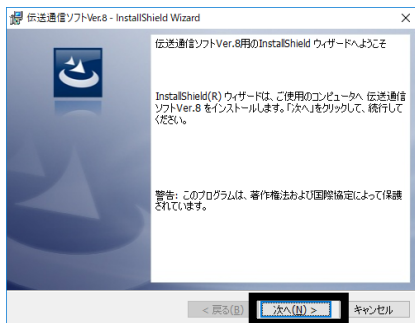 伝送通信ソフトVer.8 - InstallShield Wizard
伝送通信ソフトVer.8用のInstallShield ウィザードへようこそ
InstallShield(R) ウィザードは、ご使用のコンピュータへ 伝送通信
ソフトVer.8 をインストールします。「次へ」をクリックして、続行して
ください。
警告: このプログラムは、著作権法および国際協定によって保護
されています。
< 戻る(B)
次へ(N) >
キャンセル